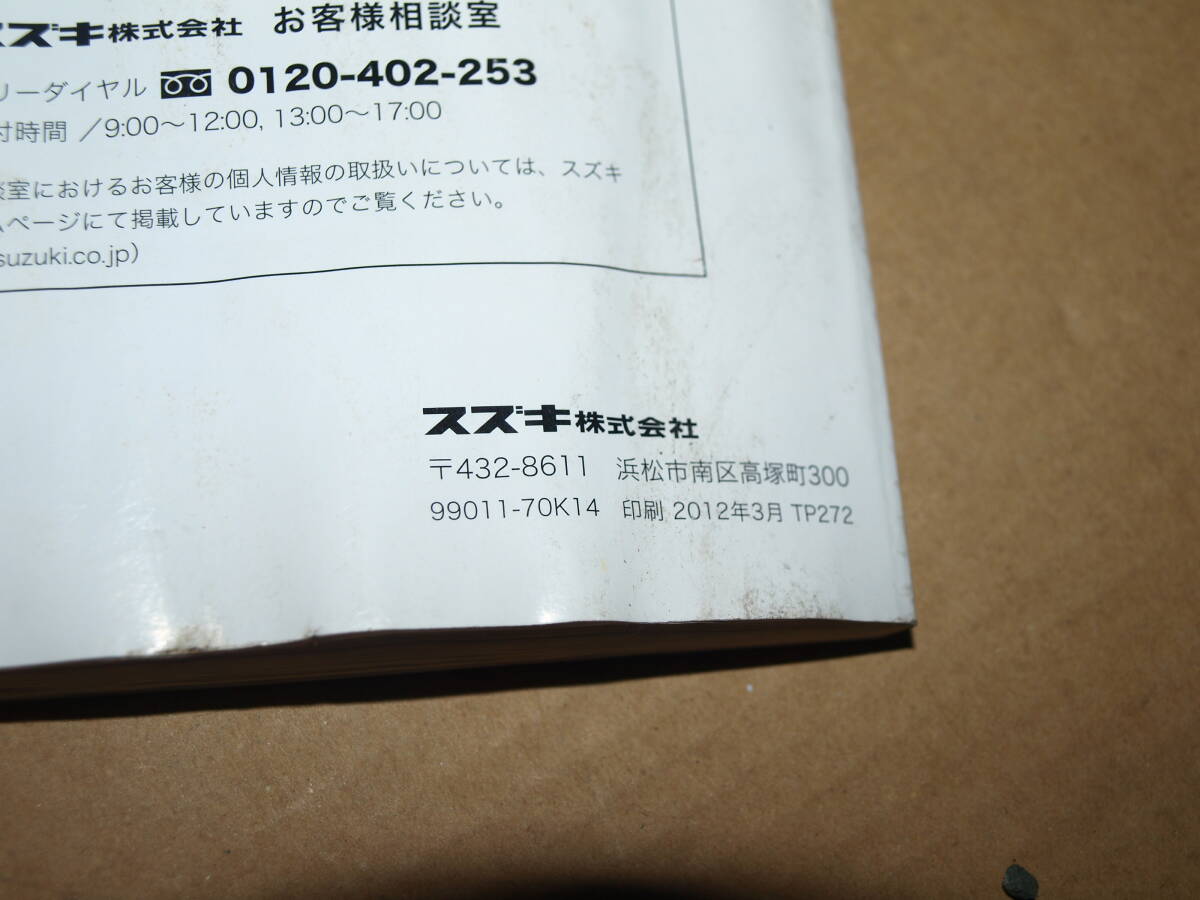 スズキ株式会社 お客様相談室
リーダイヤル 0120-402-253
付時間 /9:00〜12:00, 13:00〜17:00
談室におけるお客様の個人情報の取扱いについては、スズキ
ムページにて掲載していますのでご覧ください。
suzuki.co.jp)
スズキ株式会社
〒432-8611 浜松市南区高塚町300
99011-70K14 印刷 2012年3月 TP272